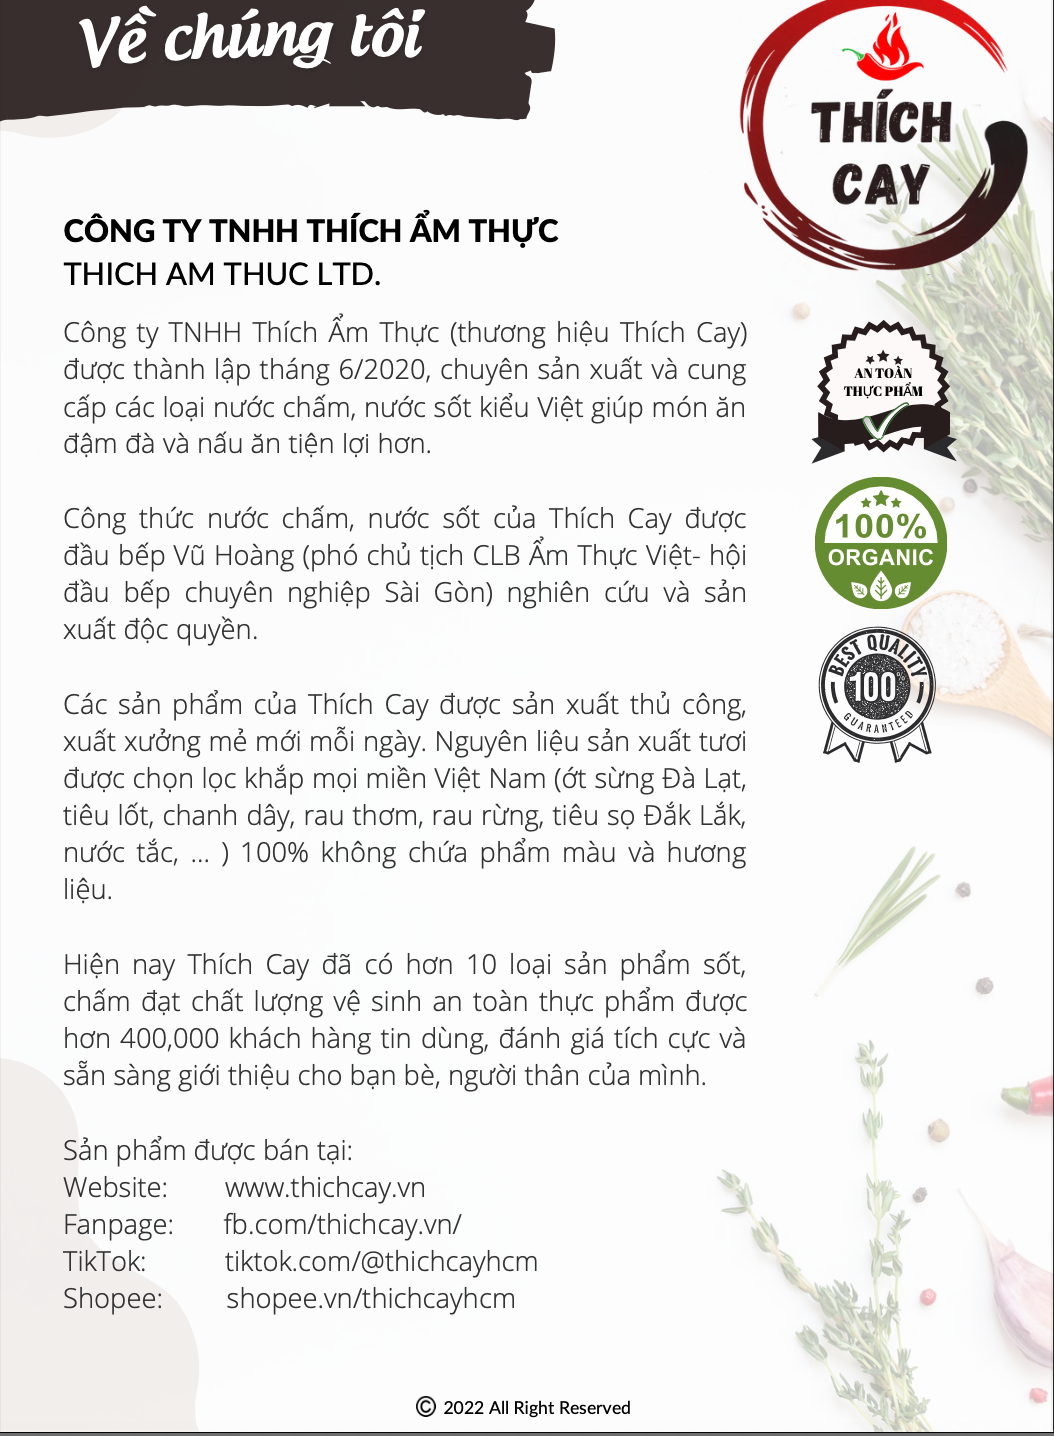 Về chúng tôi
THÍCH
CAY
CÔNG TY TNHH THÍCH ẨM THỰC
THICH AM THUC LTD.
Công ty TNHH Thích Ẩm Thực (thương hiệu Thích Cay)
được thành lập tháng 6/2020, chuyên sản xuất và cung
cấp các loại nước chấm, nước sốt kiểu Việt giúp món ăn
đậm đà và nấu ăn tiện lợi hơn.
AN TOÀN
THỰC PHẨM
Công thức nước chấm, nước sốt của Thích Cay được
đầu bếp Vũ Hoàng (phó chủ tịch CLB Ẩm Thực Việt- hội
đầu bếp chuyên nghiệp Sài Gòn) nghiên cứu và sản
xuất độc quyền.
100%
ORGANIC
BEST QUALITY
100%
GUARANTEED
Các sản phẩm của Thích Cay được sản xuất thủ công,
xuất xưởng mẻ mới mỗi ngày. Nguyên liệu sản xuất tươi
được chọn lọc khắp mọi miền Việt Nam (ớt sừng Đà Lạt,
tiêu lốt, chanh dây, rau thơm, rau rừng, tiêu sọ Đắk Lắk,
nước tắc, ... ) 100% không chứa phẩm màu và hương
liệu.
Hiện nay Thích Cay đã có hơn 10 loại sản phẩm sốt,
chấm đạt chất lượng vệ sinh an toàn thực phẩm được
hơn 400,000 khách hàng tin dùng, đánh giá tích cực và
sẵn sàng giới thiệu cho bạn bè, người thân của mình.
Sản phẩm được bán tại:
Website: www.thichcay.vn
Fanpage: fb.com/thichcay.vn/
TikTok: tiktok.com/@thichcayhcm
Shopee: shopee.vn/thichcayhcm
© 2022 All Right Reserved